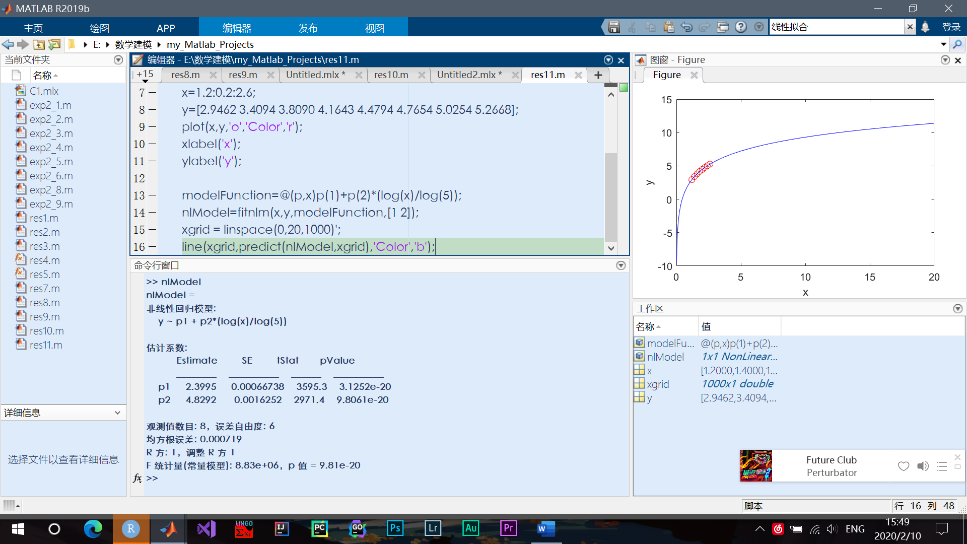 MATLAB R2019b
主页 绘图 APP 编辑器 发布 视图
线性拟合
登录
E: 数学建模 my_Matlab_Projects
当前文件夹
名称
C1.mlx
exp2_1.m
exp2_2.m
exp2_3.m
exp2_4.m
exp2_5.m
exp2_6.m
exp2_8.m
exp2_9.m
res1.m
res2.m
res3.m
res4.m
res5.m
res7.m
res8.m
res9.m
res10.m
res11.m
详细信息
选择文件以查看详细信息
编辑器 - E:\数学建模\my_Matlab_Projects\res11.m
+15 res8.m res9.m Untitled.mlx * res10.m Untitled2.mlx * res11.m
7 x=1.2:0.2:2.6;
8 y=[2.9462 3.4094 3.8090 4.1643 4.4794 4.7654 5.0254 5.2668];
9 plot(x,y,'o','Color','r');
10 xlabel('x');
11 ylabel('y');
12
13 modelFunction=@(p,x)p(1)+p(2)*(log(x)/log(5));
14 nlModel=fitnlm(x,y,modelFunction,[1 2]);
15 xgrid = linspace(0,20,1000)';
16 line(xgrid,predict(nlModel,xgrid),'Color','b');
命令行窗口
>> nlModel
nlModel =
非线性回归模型:
y ~ p1 + p2*(log(x)/log(5))
估计系数:
Estimate SE tStat pValue
p1 2.3995 0.00066738 3595.3 3.1252e-20
p2 4.8292 0.0016252 2971.4 9.8061e-20
观测值数目: 8，误差自由度: 6
均方根误差: 0.000719
R 方: 1，调整 R 方 1
F 统计量(常量模型): 8.83e+06，p 值 = 9.81e-20
fx >>
图窗 - Figure
Figure
15
10
5
0
-5
-10
y
0 5 10 15 20
x
工作区
名称 值
modelFu... @(p,x)p(1)+p(2)...
nlModel 1x1 NonLinear...
x [1.2000,1.4000,1...
xgrid 1000x1 double
y [2.9462,3.4094,...
Future Club
Perturbator
脚本 行 16 列 48
ENG
15:49
2020/2/10